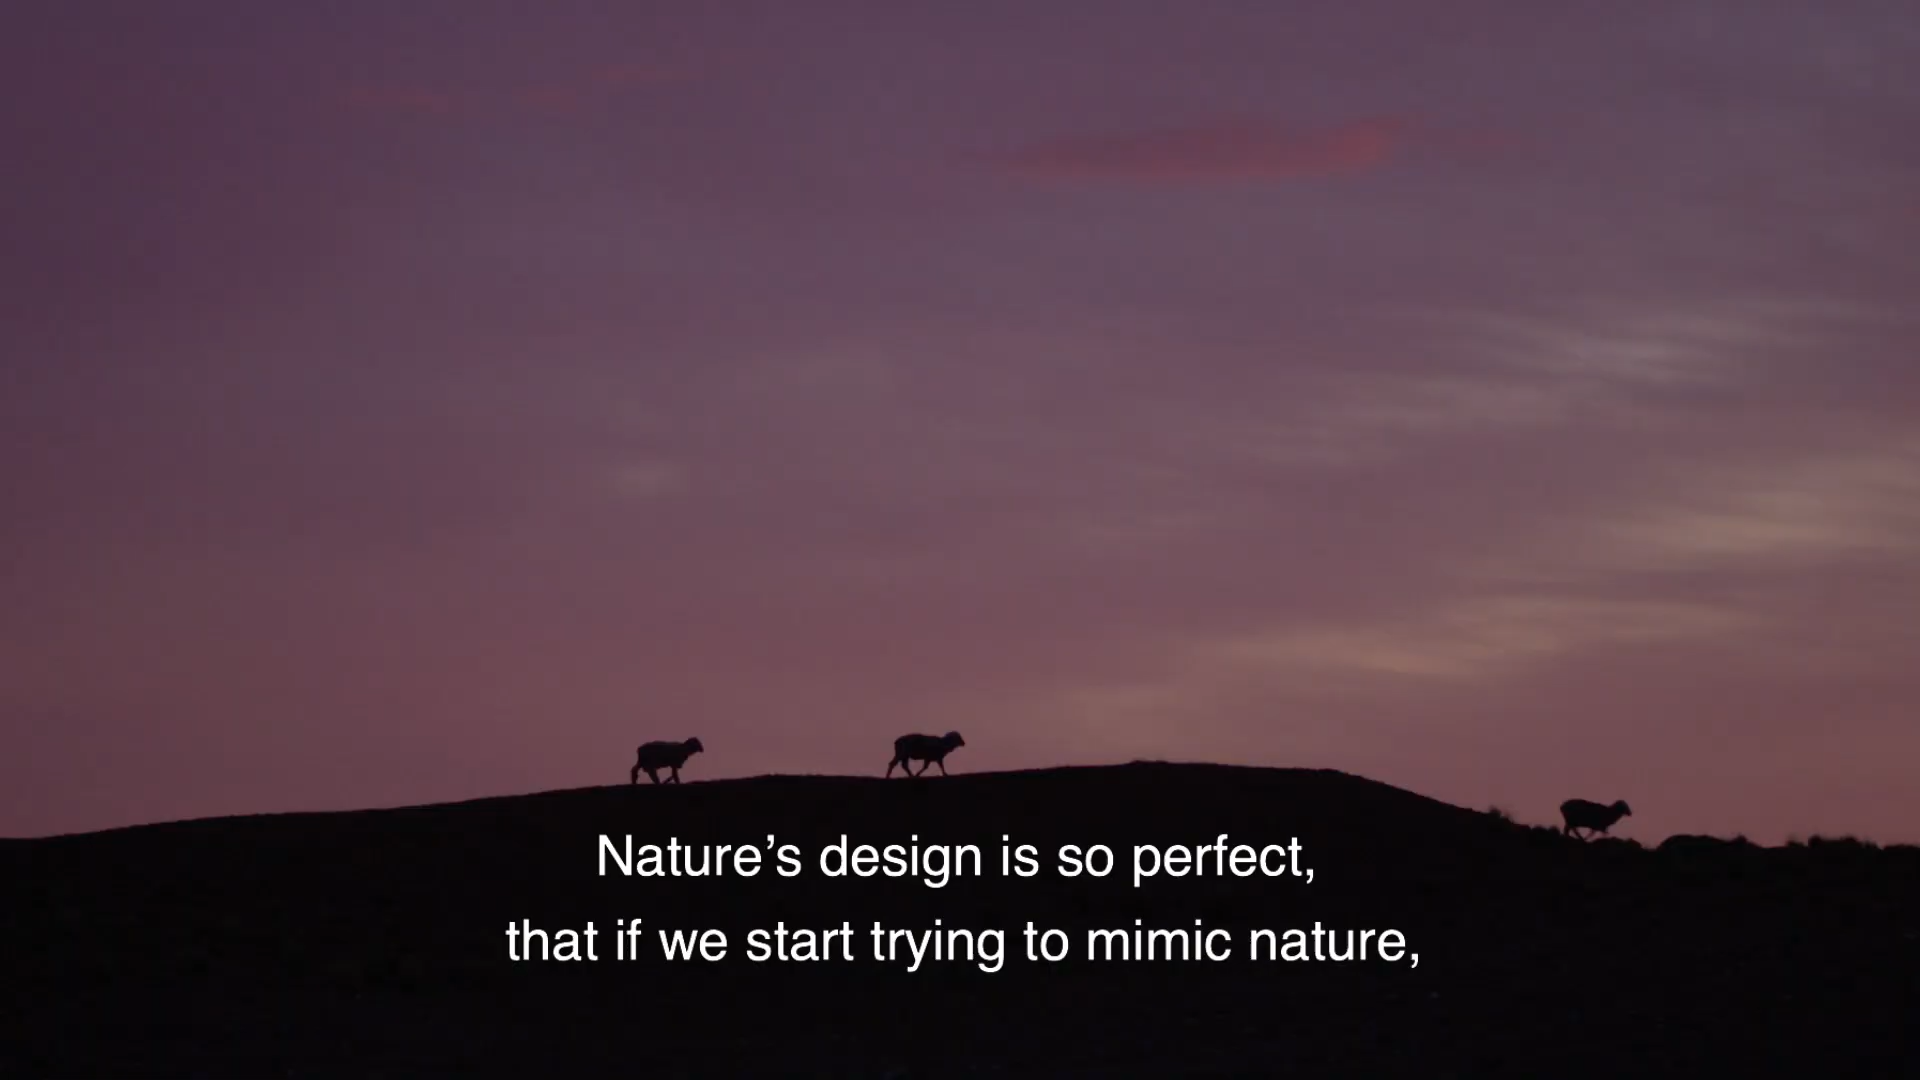 Nature’s design is so perfect,
that if we start trying to mimic nature,